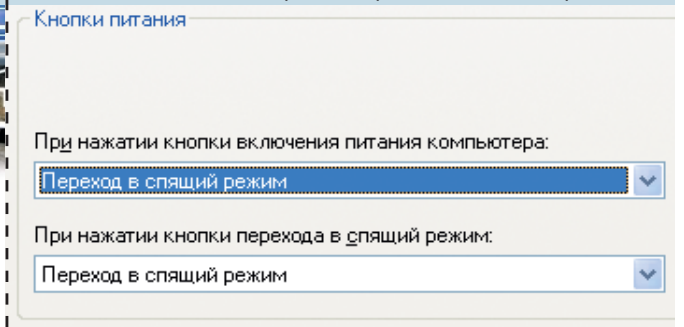 Кнопки питания
При нажатии кнопки включения питания компьютера:
Переход в спящий режим
При нажатии кнопки перехода в спящий режим:
Переход в спящий режим